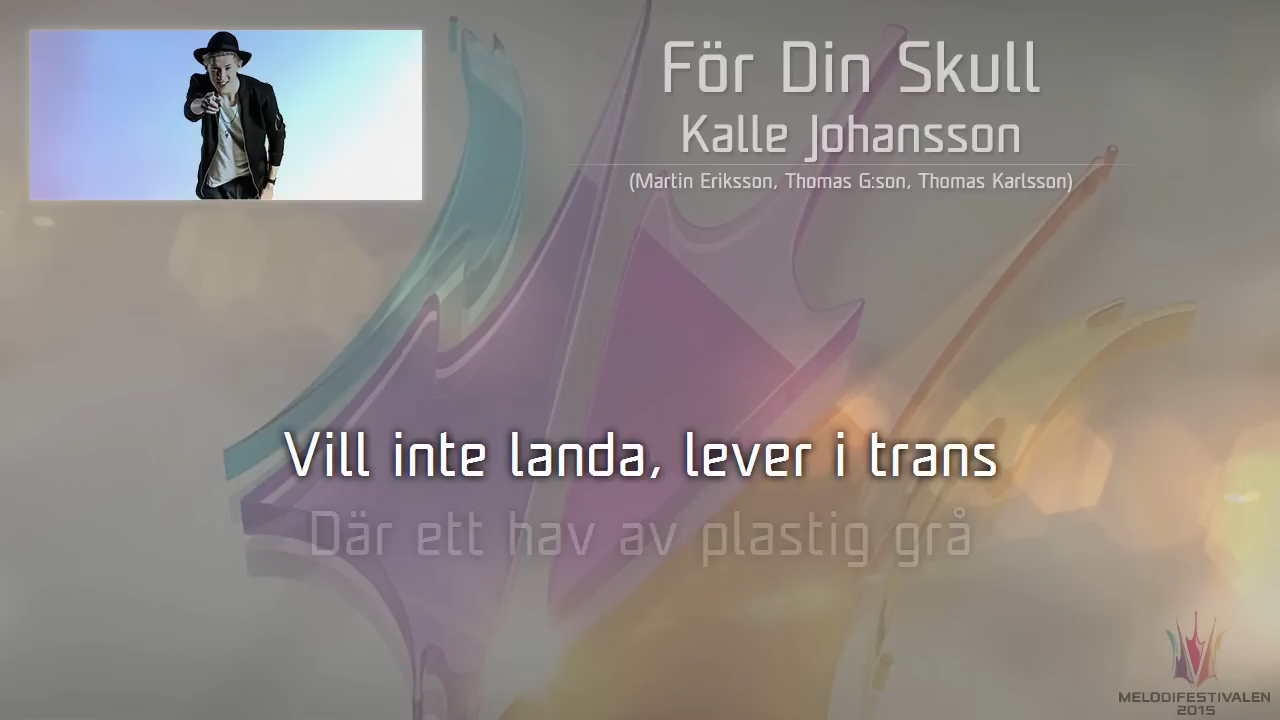 För Din Skull
Kalle Johansson
(Martin Eriksson, Thomas G:son, Thomas Karlsson)
Vill inte landa, lever i trans
Där ett hav av plastig grå
MELODIFESTIVALEN
2015